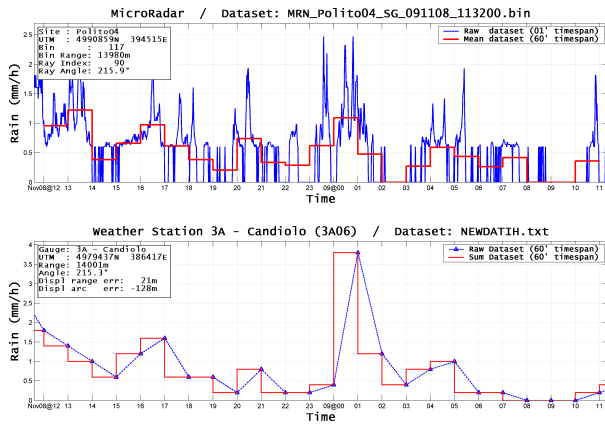 MicroRadar / Dataset: MRN_Polito04_SG_091108_113200.bin
Site : Polito04
UTM : 4990859N 394515E
Bin : 117
Bin Range: 13980m
Ray Index: 90
Ray Angle: 215.9°
Raw dataset (01' timespan)
Mean dataset (60' timespan)
Rain (mm/h)
2.5
2
1.5
1
0.5
0
Nov08@12 13 14 15 16 17 18 19 20 21 22 23 09@00 01 02 03 04 05 06 07 08 09 10 11
Time
Weather Station 3A - Candiolo (3A06) / Dataset: NEWDATIH.txt
Gauge: 3A - Candiolo
UTM : 4979437N 386417E
Range: 14001m
Angle: 215.3°
Displ range err: 21m
Displ arc err: -128m
Raw Dataset (60' timespan)
Sum Dataset (60' timespan)
Rain (mm/h)
4
3.5
3
2.5
2
1.5
1
0.5
0
Nov08@12 13 14 15 16 17 18 19 20 21 22 23 09@00 01 02 03 04 05 06 07 08 09 10 11
Time